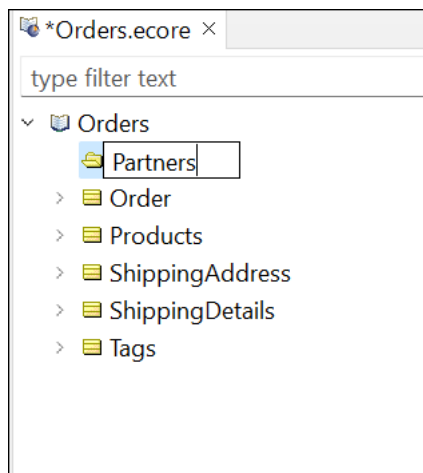 *Orders.ecore ×
type filter text
Orders
Partners
Order
Products
ShippingAddress
ShippingDetails
Tags